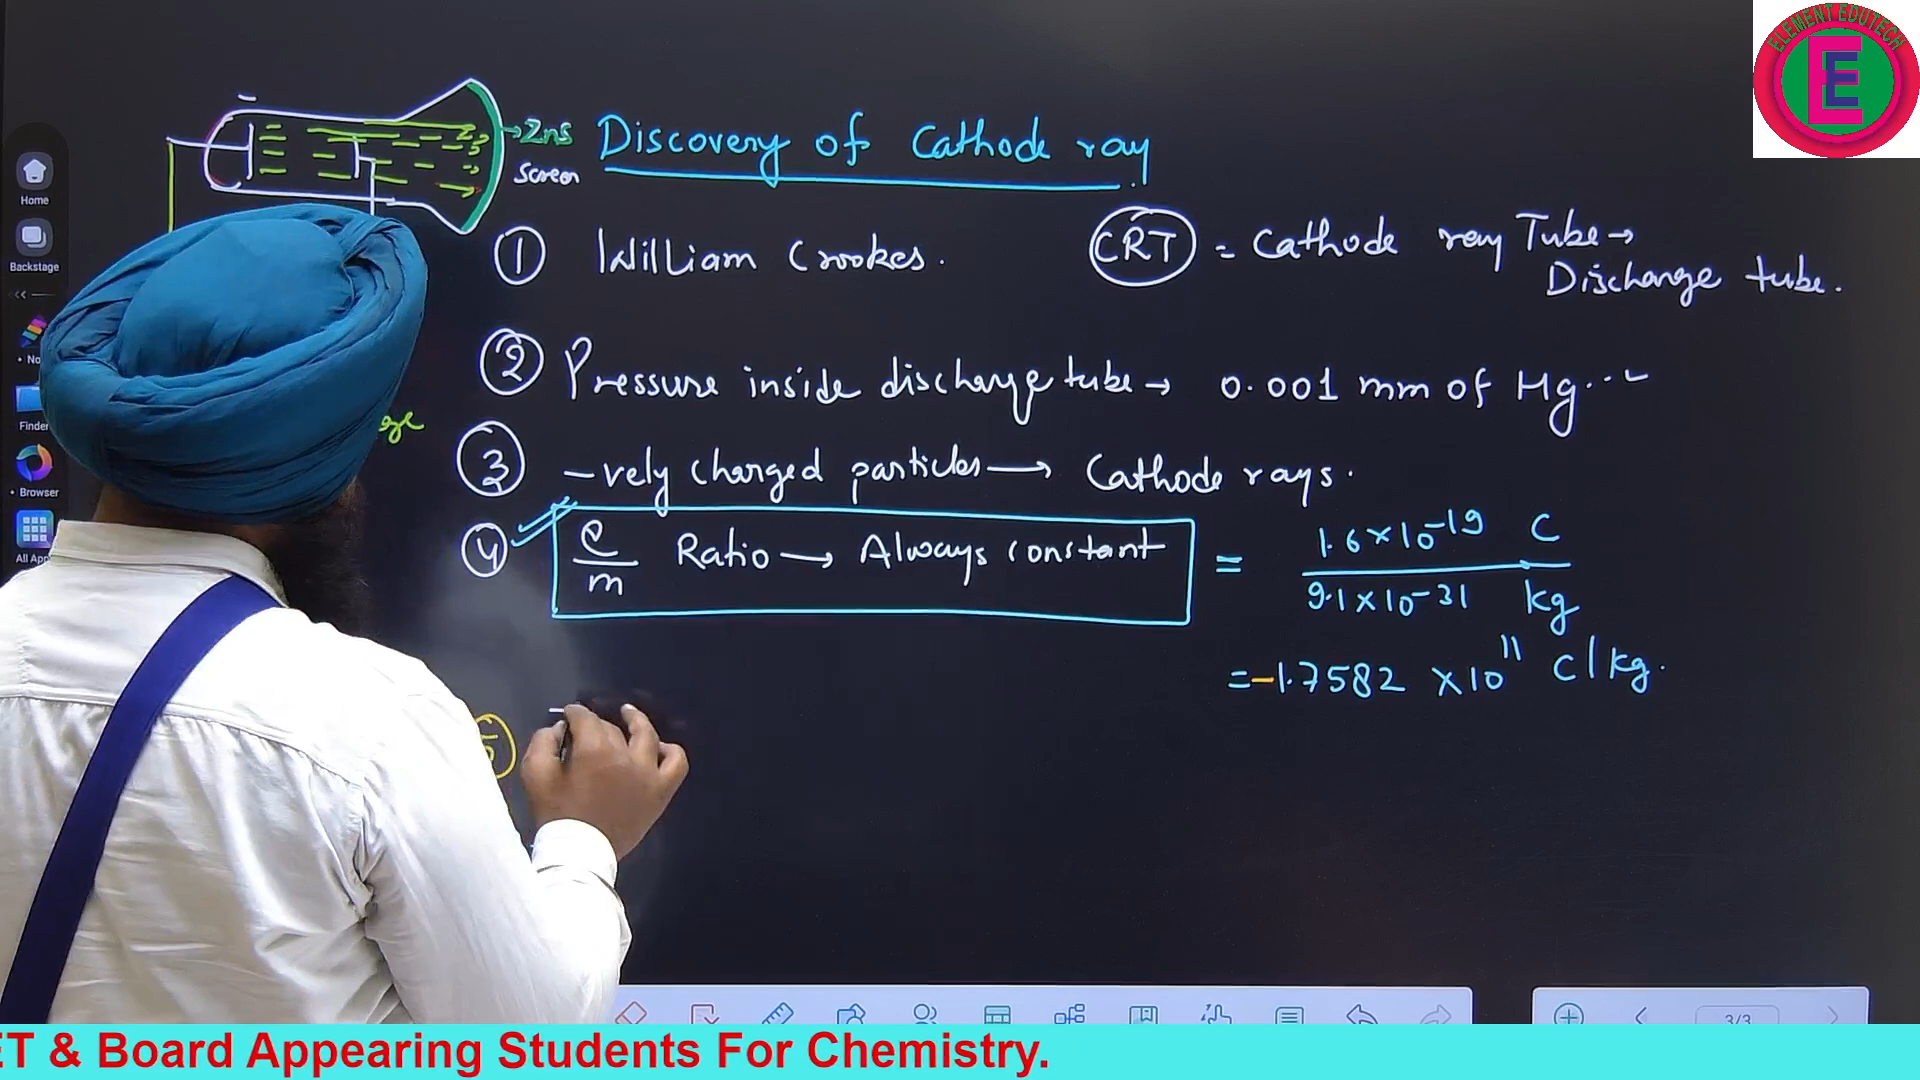 ELEMENT EDUTECH
E
E
→ ZnS
Screen
Discovery of Cathode ray
① William Crookes.
CRT = Cathode ray Tube →
Discharge tube.
② Pressure inside discharge tube → 0.001 mm of Hg...
③ -vely charged particles → Cathode rays.
④ e/m Ratio → Always constant = 1.6×10-19 C / 9.1×10-31 kg
= -1.7582 ×10^11 C/kg.
5
Home
Backstage
Finder
• Browser
3/3
& Board Appearing Students For Chemistry.